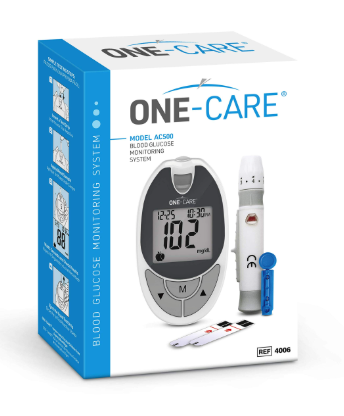 ONE-CARE®
MODEL AC500
BLOOD GLUCOSE
MONITORING
SYSTEM
ONE CARE
12-25 10:30
102
mg/dL
M
CE
REF 4006
BLOOD GLUCOSE MONITORING SYSTEM